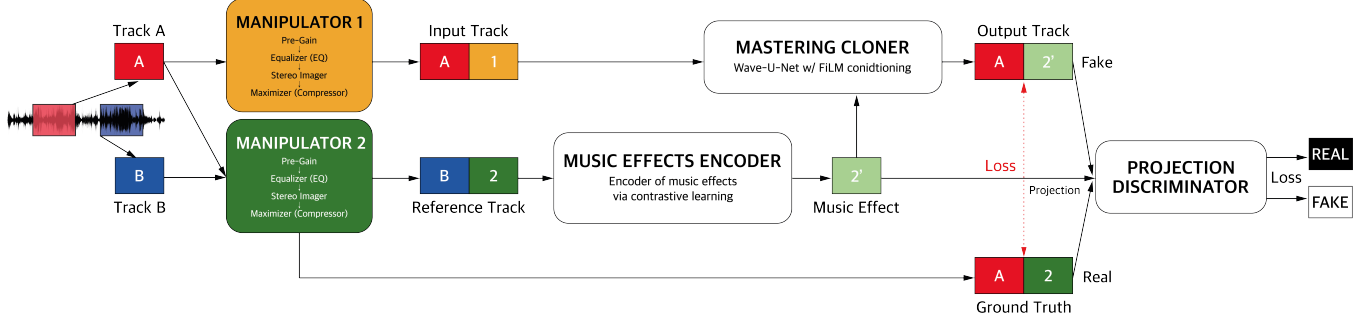 Track A
A
B
Track B
MANIPULATOR 1
Pre-Gain
Equalizer (EQ)
Stereo Imager
Maximizer (Compressor)
MANIPULATOR 2
Pre-Gain
Equalizer (EQ)
Stereo Imager
Maximizer (Compressor)
Input Track
A 1
B 2
Reference Track
MASTERING CLONER
Wave-U-Net w/ FiLM conidtioning
MUSIC EFFECTS ENCODER
Encoder of music effects
via contrastive learning
2'
Music Effect
Output Track
A 2'
Fake
Loss
Projection
A 2
Real
Ground Truth
PROJECTION
DISCRIMINATOR
REAL
Loss
FAKE